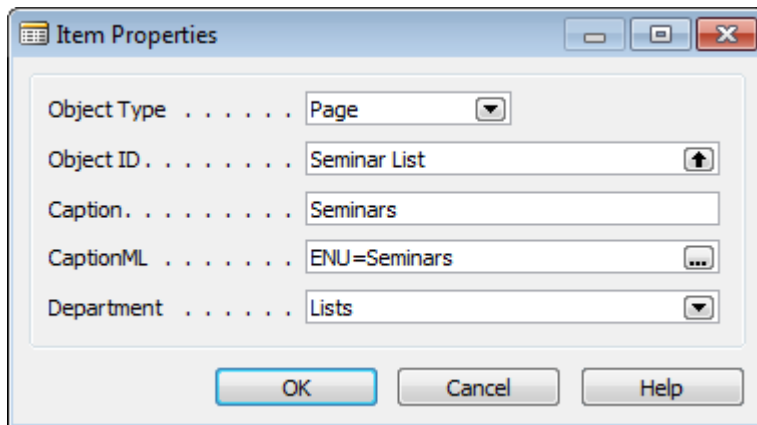 Item Properties
Object Type . . . . . . Page
Object ID . . . . . . . . Seminar List
Caption. . . . . . . . . Seminars
CaptionML . . . . . . . ENU=Seminars ...
Department . . . . . . Lists
OK Cancel Help